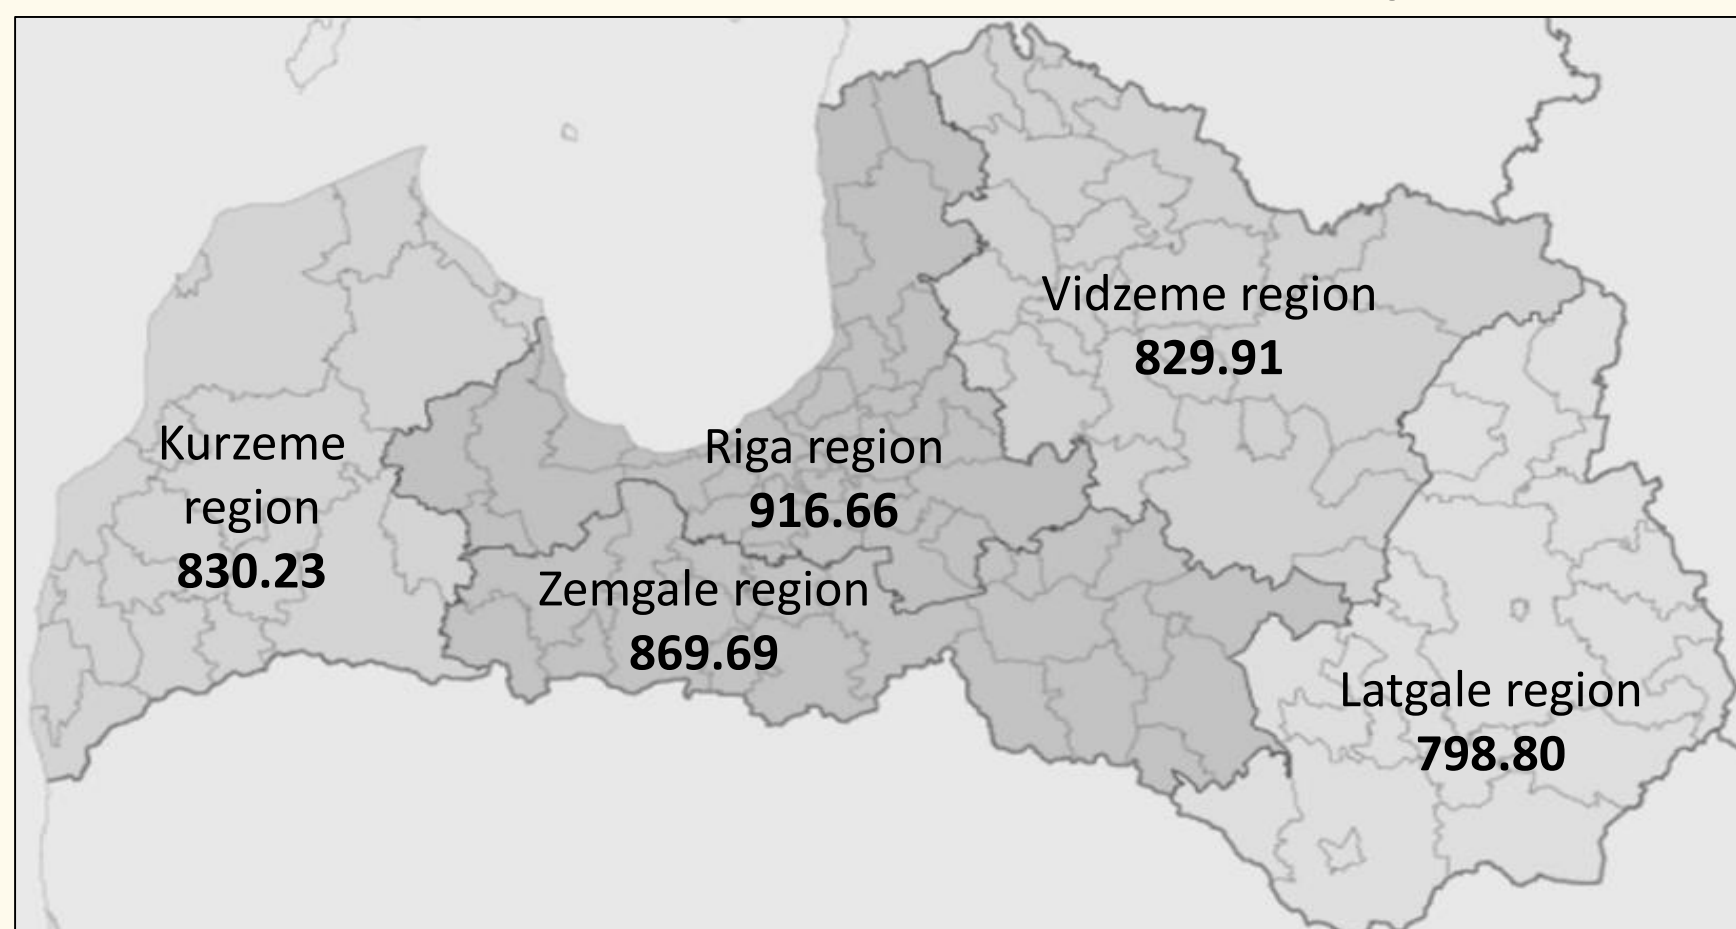 Vidzeme region
829.91
Kurzeme
region
830.23
Riga region
916.66
Zemgale region
869.69
Latgale region
798.80